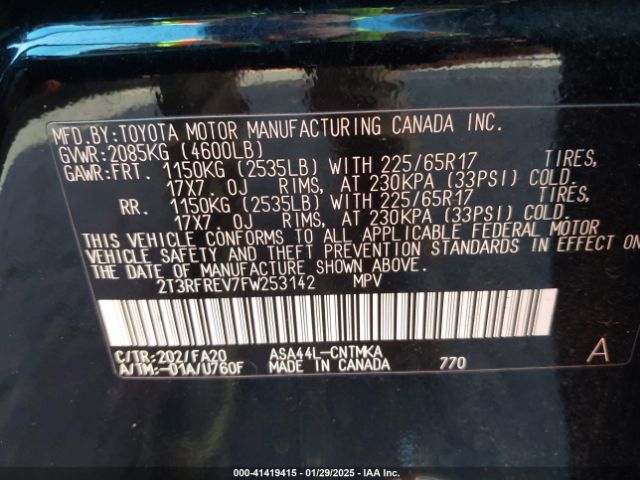 MFD.BY:TOYOTA MOTOR MANUFACTURING CANADA INC.
GVWR:2085KG (4600LB)
GAWR:FRT. 1150KG (2535LB) WITH 225/65R17 TIRES,
17X7 0J RIMS, AT 230KPA (33PSI) COLD.
RR. 1150KG (2535LB) WITH 225/65R17 TIRES,
17X7 0J RIMS, AT 230KPA (33PSI) COLD.
THIS VEHICLE CONFORMS TO ALL APPLICABLE FEDERAL MOTOR
VEHICLE SAFETY AND THEFT PREVENTION STANDARDS IN EFFECT ON
THE DATE OF MANUFACTURE SHOWN ABOVE.
2T3RFREV7FW253142 MPV
C/TR:202/FA20 ASA44L-CNTMKA A
A/TM:-01A/U760F MADE IN CANADA 770
000-41419415 - 01/29/2025 - IAA Inc.